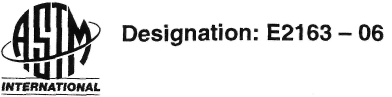 ASTM
INTERNATIONAL
Designation: E2163 – 06